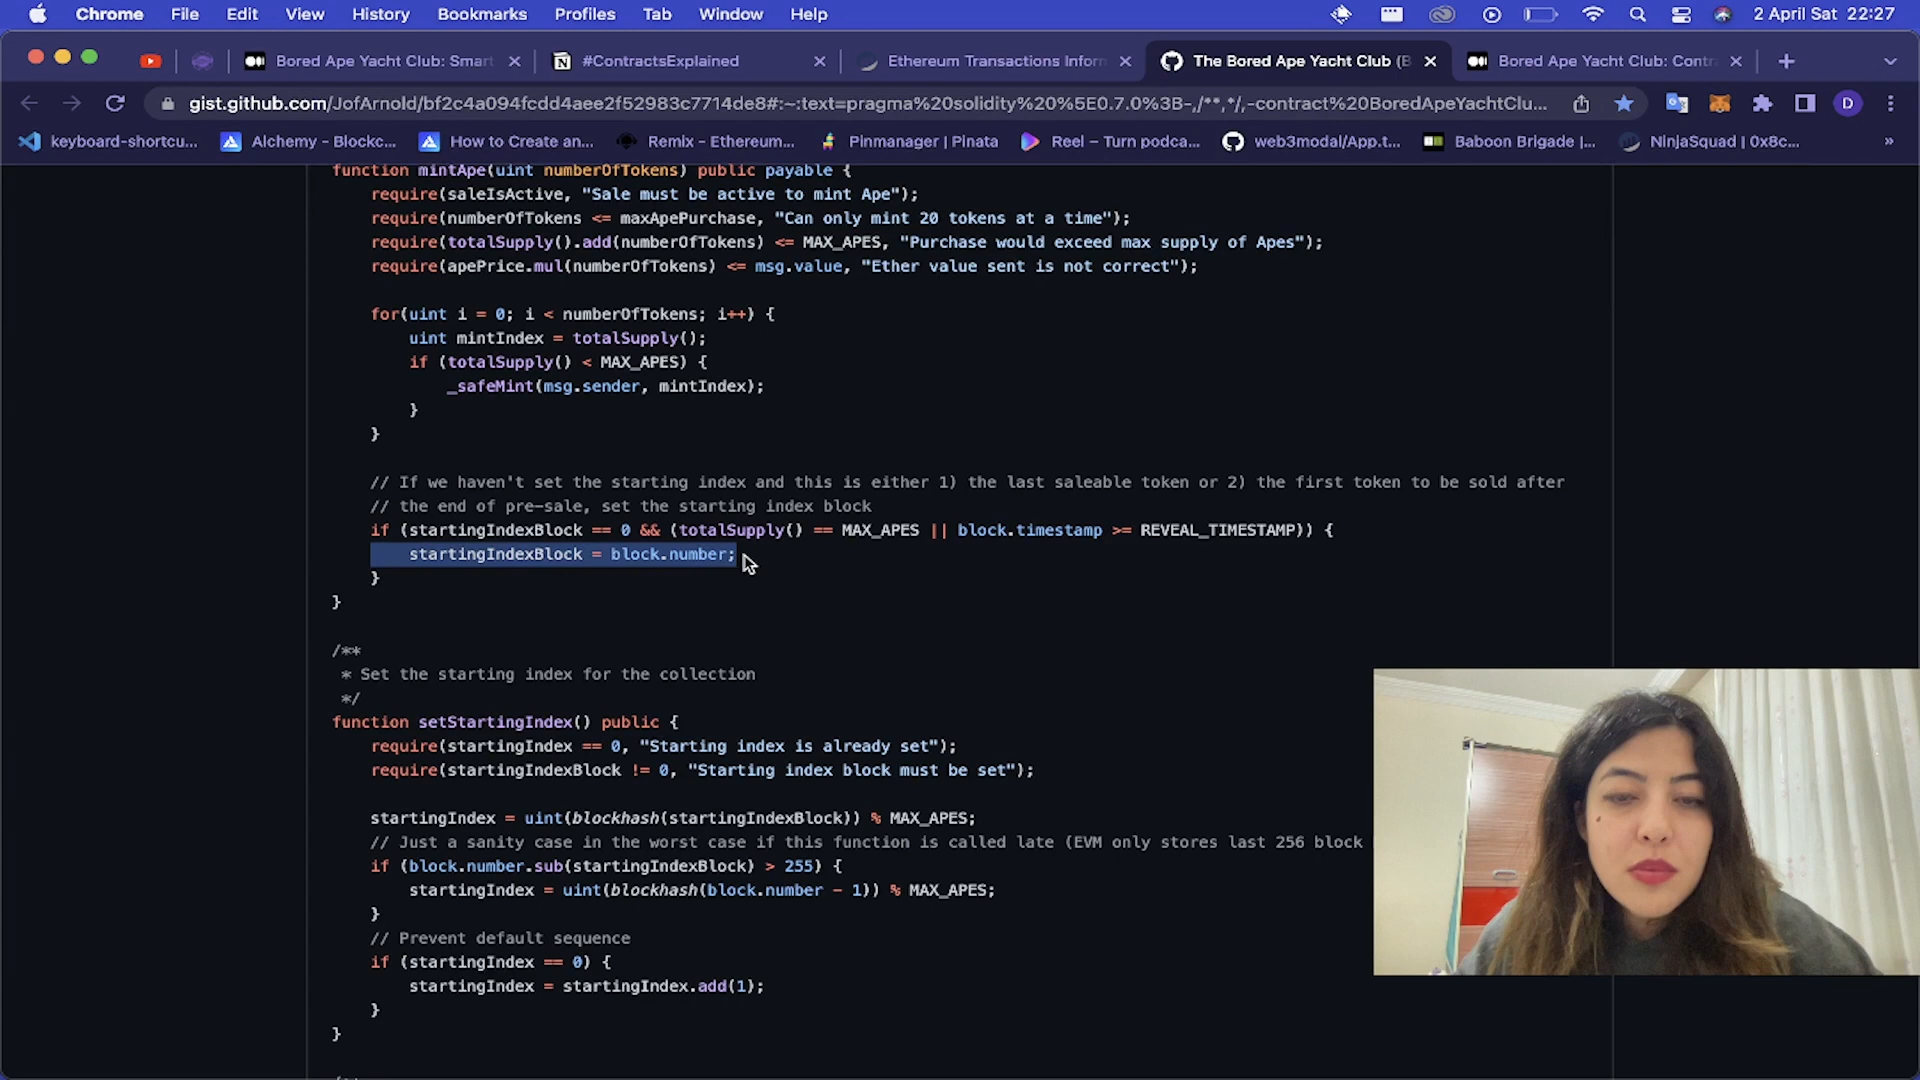 Chrome File Edit View History Bookmarks Profiles Tab Window Help 2 April Sat 22:27
Bored Ape Yacht Club: Smart #ContractsExplained Ethereum Transactions Inforn The Bored Ape Yacht Club (B Bored Ape Yacht Club: Contr
gist.github.com/JofArnold/bf2c4a094fcdd4aee2f52983c7714de8#:~:text=pragma%20solidity%20%5E0.7.0%3B-,/**,*/,-contract%20BoredApeYachtClu... D
keyboard-shortcu... Alchemy – Blockc... How to Create an... Remix - Ethereum... Pinmanager | Pinata Reel – Turn podca... web3modal/App.t... Baboon Brigade |... NinjaSquad | 0x8c... »
function mintApe(uint numberOfTokens) public payable {
require(saleIsActive, "Sale must be active to mint Ape");
require(numberOfTokens <= maxApePurchase, "Can only mint 20 tokens at a time");
require(totalSupply().add(numberOfTokens) <= MAX_APES, "Purchase would exceed max supply of Apes");
require(apePrice.mul(numberOfTokens) <= msg.value, "Ether value sent is not correct");
for(uint i = 0; i < numberOfTokens; i++) {
uint mintIndex = totalSupply();
if (totalSupply() < MAX_APES) {
_safeMint(msg.sender, mintIndex);
}
}
// If we haven't set the starting index and this is either 1) the last saleable token or 2) the first token to be sold after
// the end of pre-sale, set the starting index block
if (startingIndexBlock == 0 && (totalSupply() == MAX_APES || block.timestamp >= REVEAL_TIMESTAMP)) {
startingIndexBlock = block.number;
}
}
/**
* Set the starting index for the collection
*/
function setStartingIndex() public {
require(startingIndex == 0, "Starting index is already set");
require(startingIndexBlock != 0, "Starting index block must be set");
startingIndex = uint(blockhash(startingIndexBlock)) % MAX_APES;
// Just a sanity case in the worst case if this function is called late (EVM only stores last 256 block
if (block.number.sub(startingIndexBlock) > 255) {
startingIndex = uint(blockhash(block.number - 1)) % MAX_APES;
}
// Prevent default sequence
if (startingIndex == 0) {
startingIndex = startingIndex.add(1);
}
}